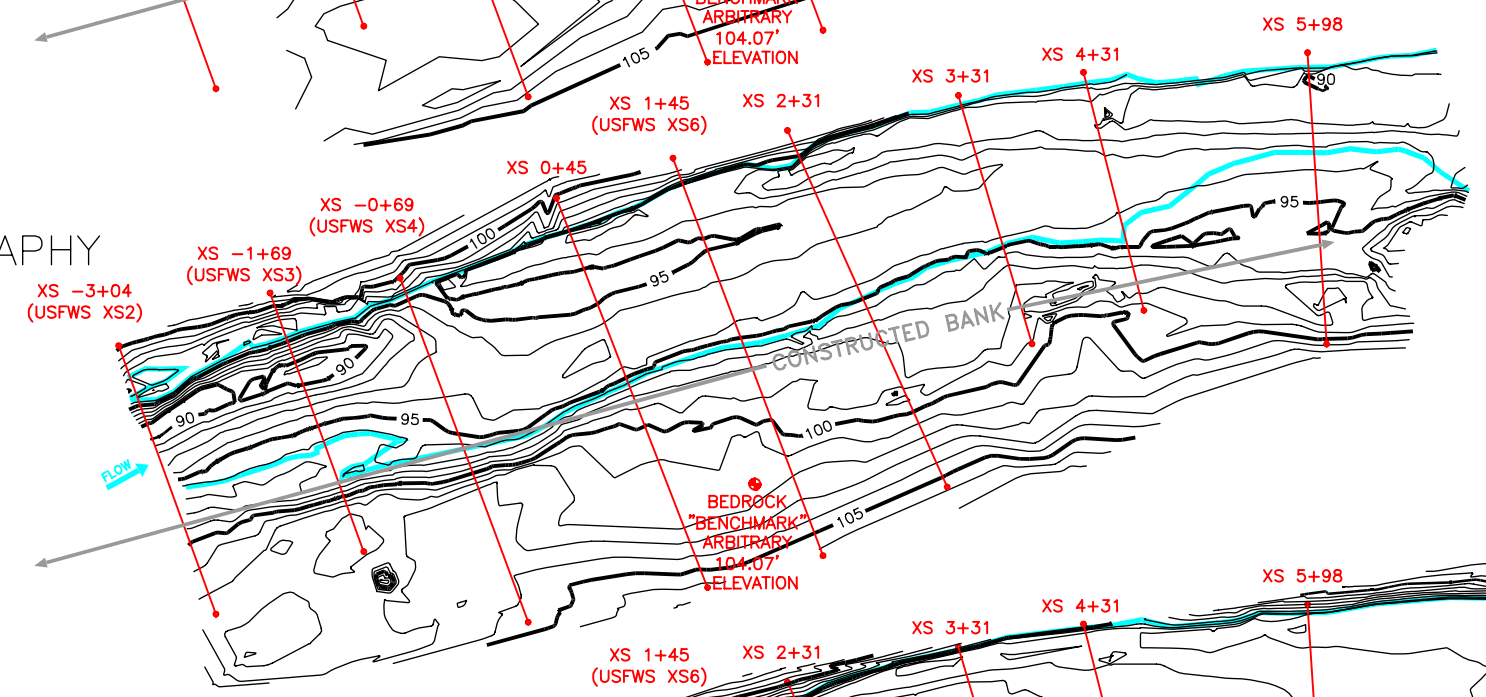 BENCHMARK
ARBITRARY
104.07'
ELEVATION
105
XS 5+98
XS 4+31
XS 3+31
90
XS 1+45
(USFWS XS6)
XS 2+31
XS 0+45
XS -0+69
(USFWS XS4)
100
95
APHY
XS -1+69
(USFWS XS3)
95
XS -3+04
(USFWS XS2)
CONSTRUCTED BANK
90
90
95
100
FLOW
BEDROCK
"BENCHMARK"
ARBITRARY
104.07'
ELEVATION
105
XS 5+98
XS 4+31
XS 3+31
XS 1+45
(USFWS XS6)
XS 2+31